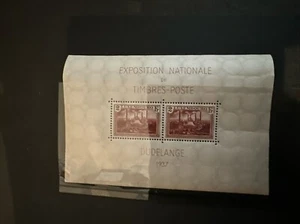 EXPOSITION NATIONALE
DE
TIMBRES-POSTE
DUDELANGE
1937